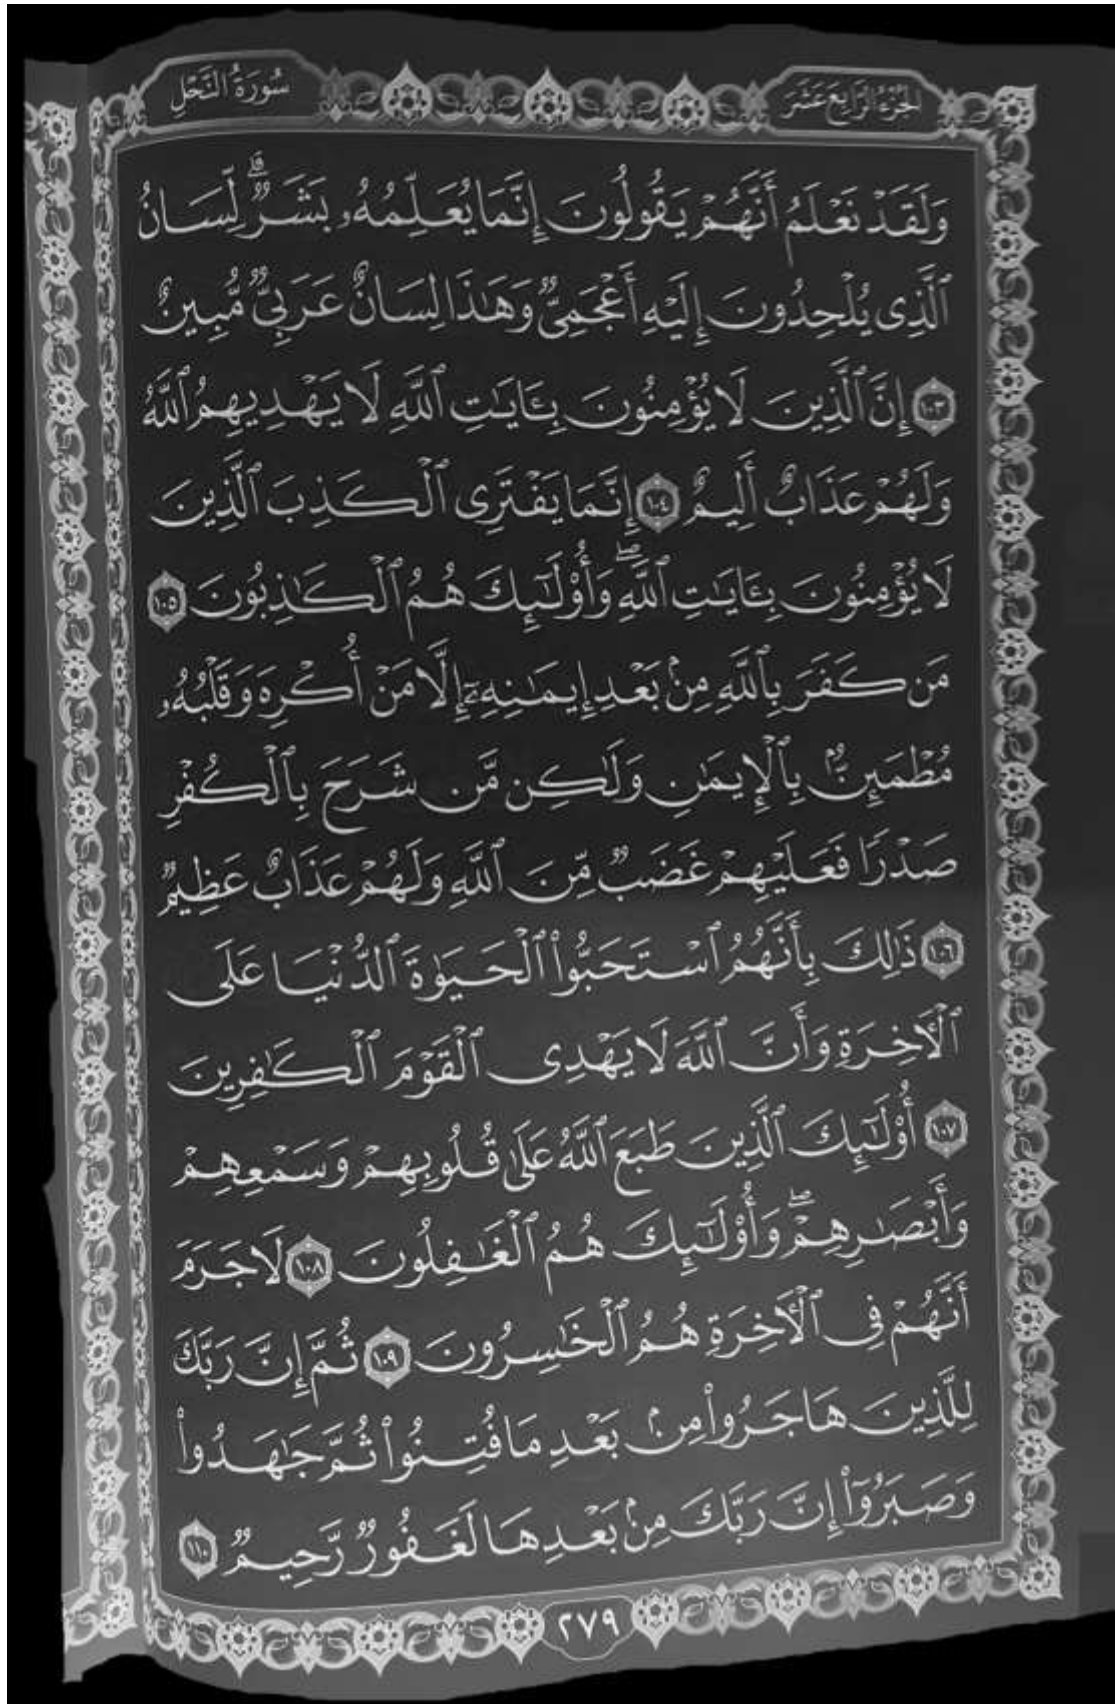 الجزء الرابع عشر
سورة النحل
وَلَقَدْ نَعْلَمُ أَنَّهُمْ يَقُولُونَ إِنَّمَا يُعَلِّمُهُۥ بَشَرٌ ۗ لِّسَانُ
ٱلَّذِى يُلْحِدُونَ إِلَيْهِ أَعْجَمِىٌّ وَهَٰذَا لِسَانٌ عَرَبِىٌّ مُّبِينٌ
١٠٣ إِنَّ ٱلَّذِينَ لَا يُؤْمِنُونَ بِـَٔايَٰتِ ٱللَّهِ لَا يَهْدِيهِمُ ٱللَّهُ
وَلَهُمْ عَذَابٌ أَلِيمٌ ١٠٤ إِنَّمَا يَفْتَرِى ٱلْكَذِبَ ٱلَّذِينَ
لَا يُؤْمِنُونَ بِـَٔايَٰتِ ٱللَّهِ ۖ وَأُو۟لَٰٓئِكَ هُمُ ٱلْكَٰذِبُونَ ١٠٥
مَن كَفَرَ بِٱللَّهِ مِنۢ بَعْدِ إِيمَٰنِهِۦٓ إِلَّا مَنْ أُكْرِهَ وَقَلْبُهُۥ
مُطْمَئِنٌّۢ بِٱلْإِيمَٰنِ وَلَٰكِن مَّن شَرَحَ بِٱلْكُفْرِ
صَدْرًا فَعَلَيْهِمْ غَضَبٌ مِّنَ ٱللَّهِ وَلَهُمْ عَذَابٌ عَظِيمٌ
١٠٦ ذَٰلِكَ بِأَنَّهُمُ ٱسْتَحَبُّوا۟ ٱلْحَيَوٰةَ ٱلدُّنْيَا عَلَى
ٱلْـَٔاخِرَةِ وَأَنَّ ٱللَّهَ لَا يَهْدِى ٱلْقَوْمَ ٱلْكَٰفِرِينَ
١٠٧ أُو۟لَٰٓئِكَ ٱلَّذِينَ طَبَعَ ٱللَّهُ عَلَىٰ قُلُوبِهِمْ وَسَمْعِهِمْ
وَأَبْصَٰرِهِمْ ۖ وَأُو۟لَٰٓئِكَ هُمُ ٱلْغَٰفِلُونَ ١٠٨ لَا جَرَمَ
أَنَّهُمْ فِى ٱلْـَٔاخِرَةِ هُمُ ٱلْخَٰسِرُونَ ١٠٩ ثُمَّ إِنَّ رَبَّكَ
لِلَّذِينَ هَاجَرُوا۟ مِنۢ بَعْدِ مَا فُتِنُوا۟ ثُمَّ جَٰهَدُوا۟
وَصَبَرُوٓا۟ إِنَّ رَبَّكَ مِنۢ بَعْدِهَا لَغَفُورٌ رَّحِيمٌ ١١٠
٢٧٩